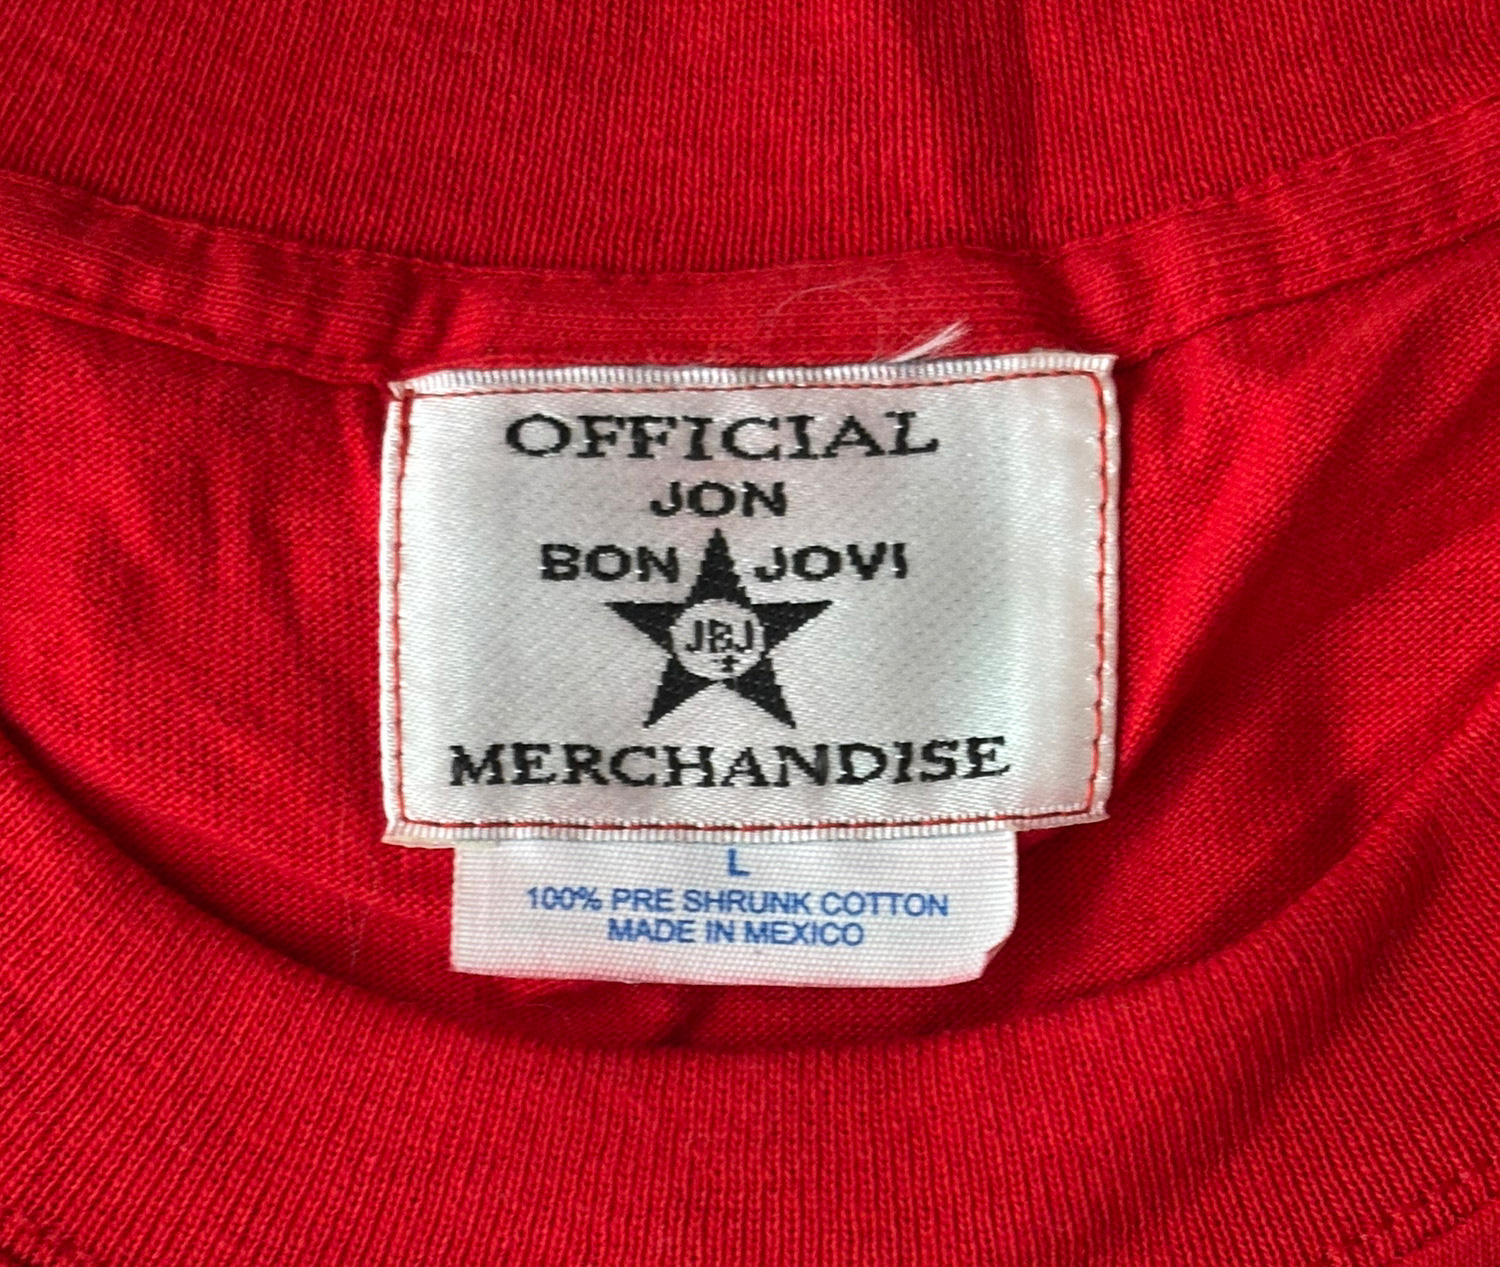 OFFICIAL
JON
BON JOVI
JBJ
MERCHANDISE
L
100% PRE SHRUNK COTTON
MADE IN MEXICO